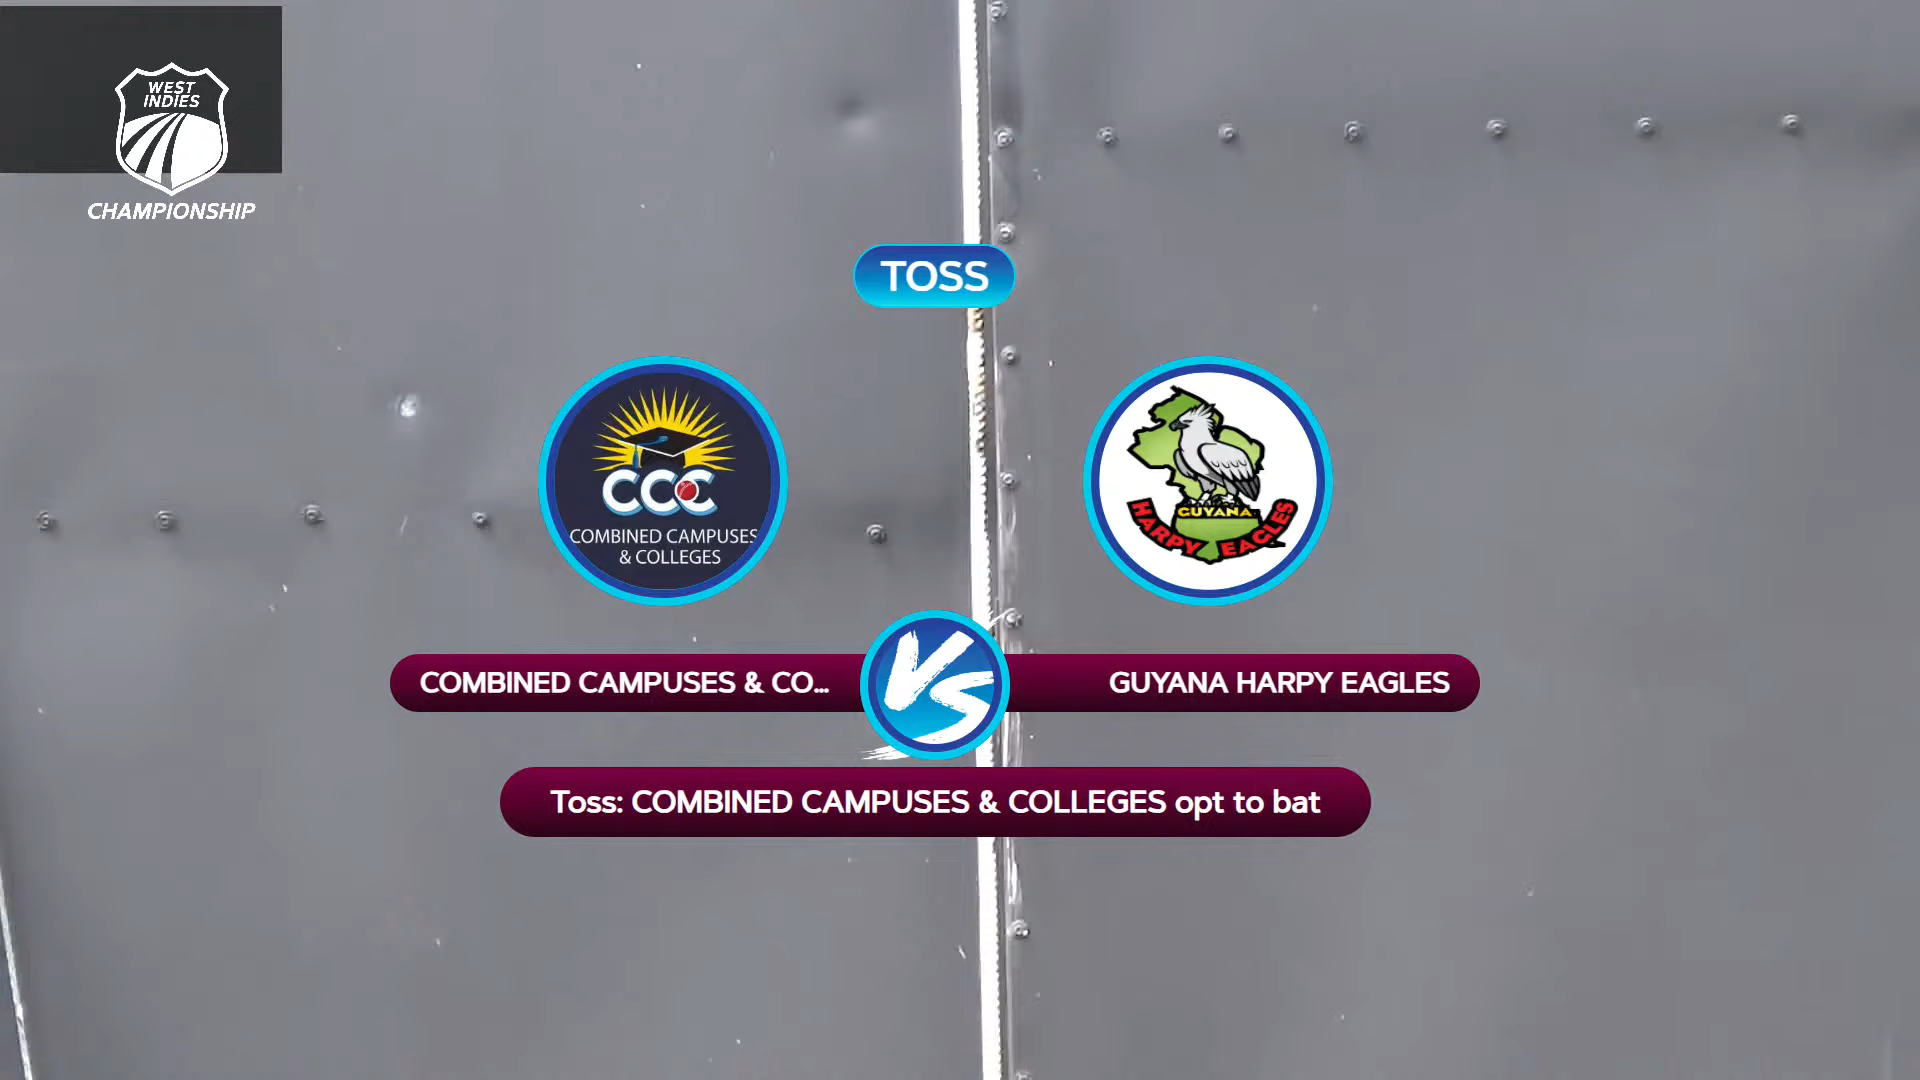 WEST
INDIES
CHAMPIONSHIP
TOSS
CCC
COMBINED CAMPUSES
& COLLEGES
GUYANA
HARPY EAGLES
COMBINED CAMPUSES & CO...
VS
GUYANA HARPY EAGLES
Toss: COMBINED CAMPUSES & COLLEGES opt to bat